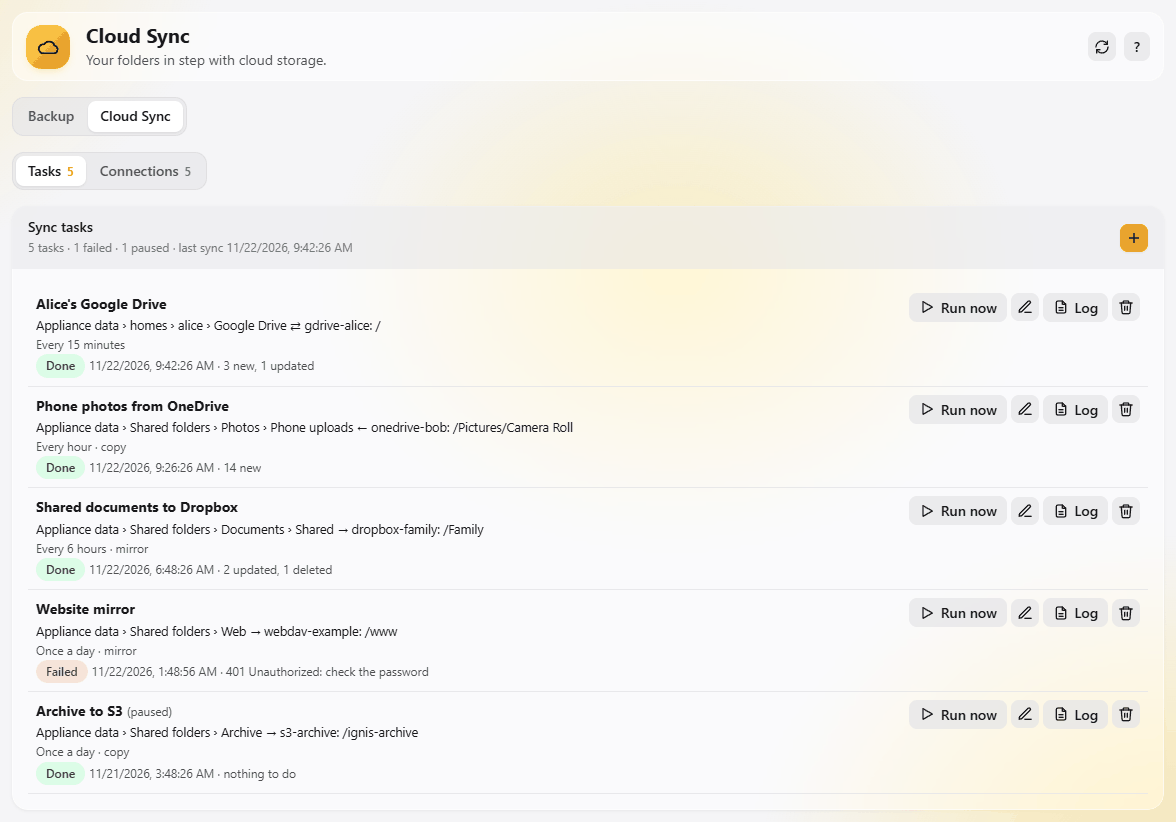 Cloud Sync
Your folders in step with cloud storage.
?
Backup
Cloud Sync
Tasks 5
Connections 5
Sync tasks
5 tasks · 1 failed · 1 paused · last sync 11/22/2026, 9:42:26 AM
+
Alice's Google Drive
Appliance data › homes › alice › Google Drive ⇄ gdrive-alice: /
Every 15 minutes
Done 11/22/2026, 9:42:26 AM · 3 new, 1 updated
Run now
Log
Phone photos from OneDrive
Appliance data › Shared folders › Photos › Phone uploads ← onedrive-bob: /Pictures/Camera Roll
Every hour · copy
Done 11/22/2026, 9:26:26 AM · 14 new
Run now
Log
Shared documents to Dropbox
Appliance data › Shared folders › Documents › Shared → dropbox-family: /Family
Every 6 hours · mirror
Done 11/22/2026, 6:48:26 AM · 2 updated, 1 deleted
Run now
Log
Website mirror
Appliance data › Shared folders › Web → webdav-example: /www
Once a day · mirror
Failed 11/22/2026, 1:48:56 AM · 401 Unauthorized: check the password
Run now
Log
Archive to S3 (paused)
Appliance data › Shared folders › Archive → s3-archive: /ignis-archive
Once a day · copy
Done 11/21/2026, 3:48:26 AM · nothing to do
Run now
Log